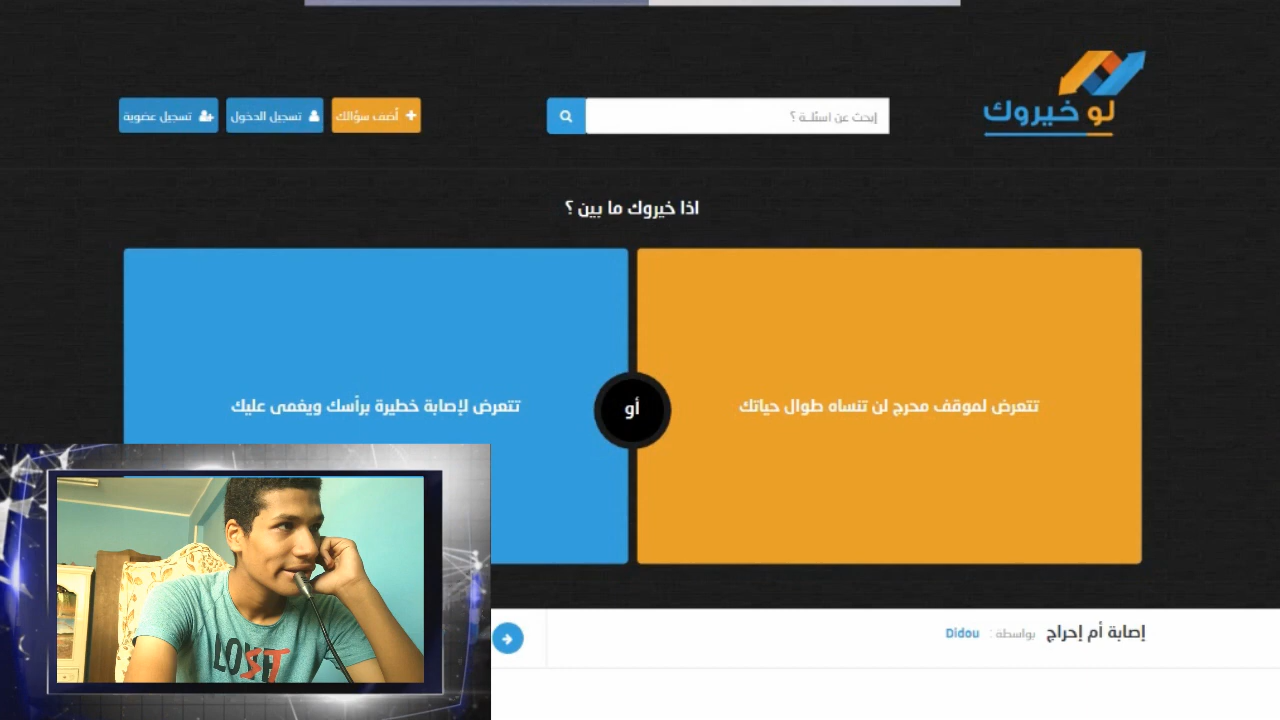 لو خيروك
إبحث عن اسئلـة ؟
أضف سؤالك
تسجيل الدخول
تسجيل عضوية
اذا خيروك ما بين ؟
تتعرض لموقف محرج لن تنساه طوال حياتك
أو
تتعرض لإصابة خطيرة برأسك ويغمى عليك
إصابة أم إحراج بواسطة : Didou